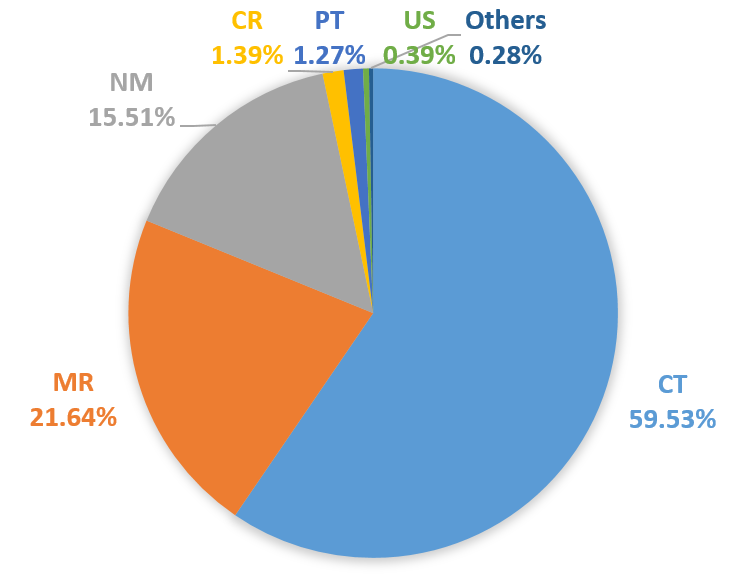 CR
1.39%
PT
1.27%
US
0.39%
Others
0.28%
NM
15.51%
MR
21.64%
CT
59.53%